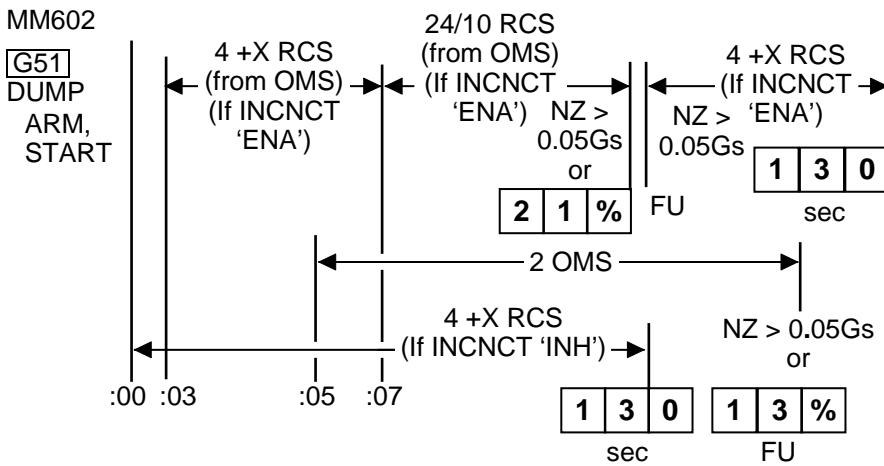 MM602
G51
DUMP
ARM,
START
4 +X RCS
(from OMS)
(If INCNCT
‘ENA’)
24/10 RCS
(from OMS)
(If INCNCT
‘ENA’)
NZ >
0.05Gs
or
2 1 %
FU
4 +X RCS
(If INCNCT
‘ENA’)
NZ >
0.05Gs
1 3 0
sec
2 OMS
4 +X RCS
(If INCNCT ‘INH’)
NZ > 0.05Gs
or
:00 :03 :05 :07
1 3 0
sec
1 3 %
FU